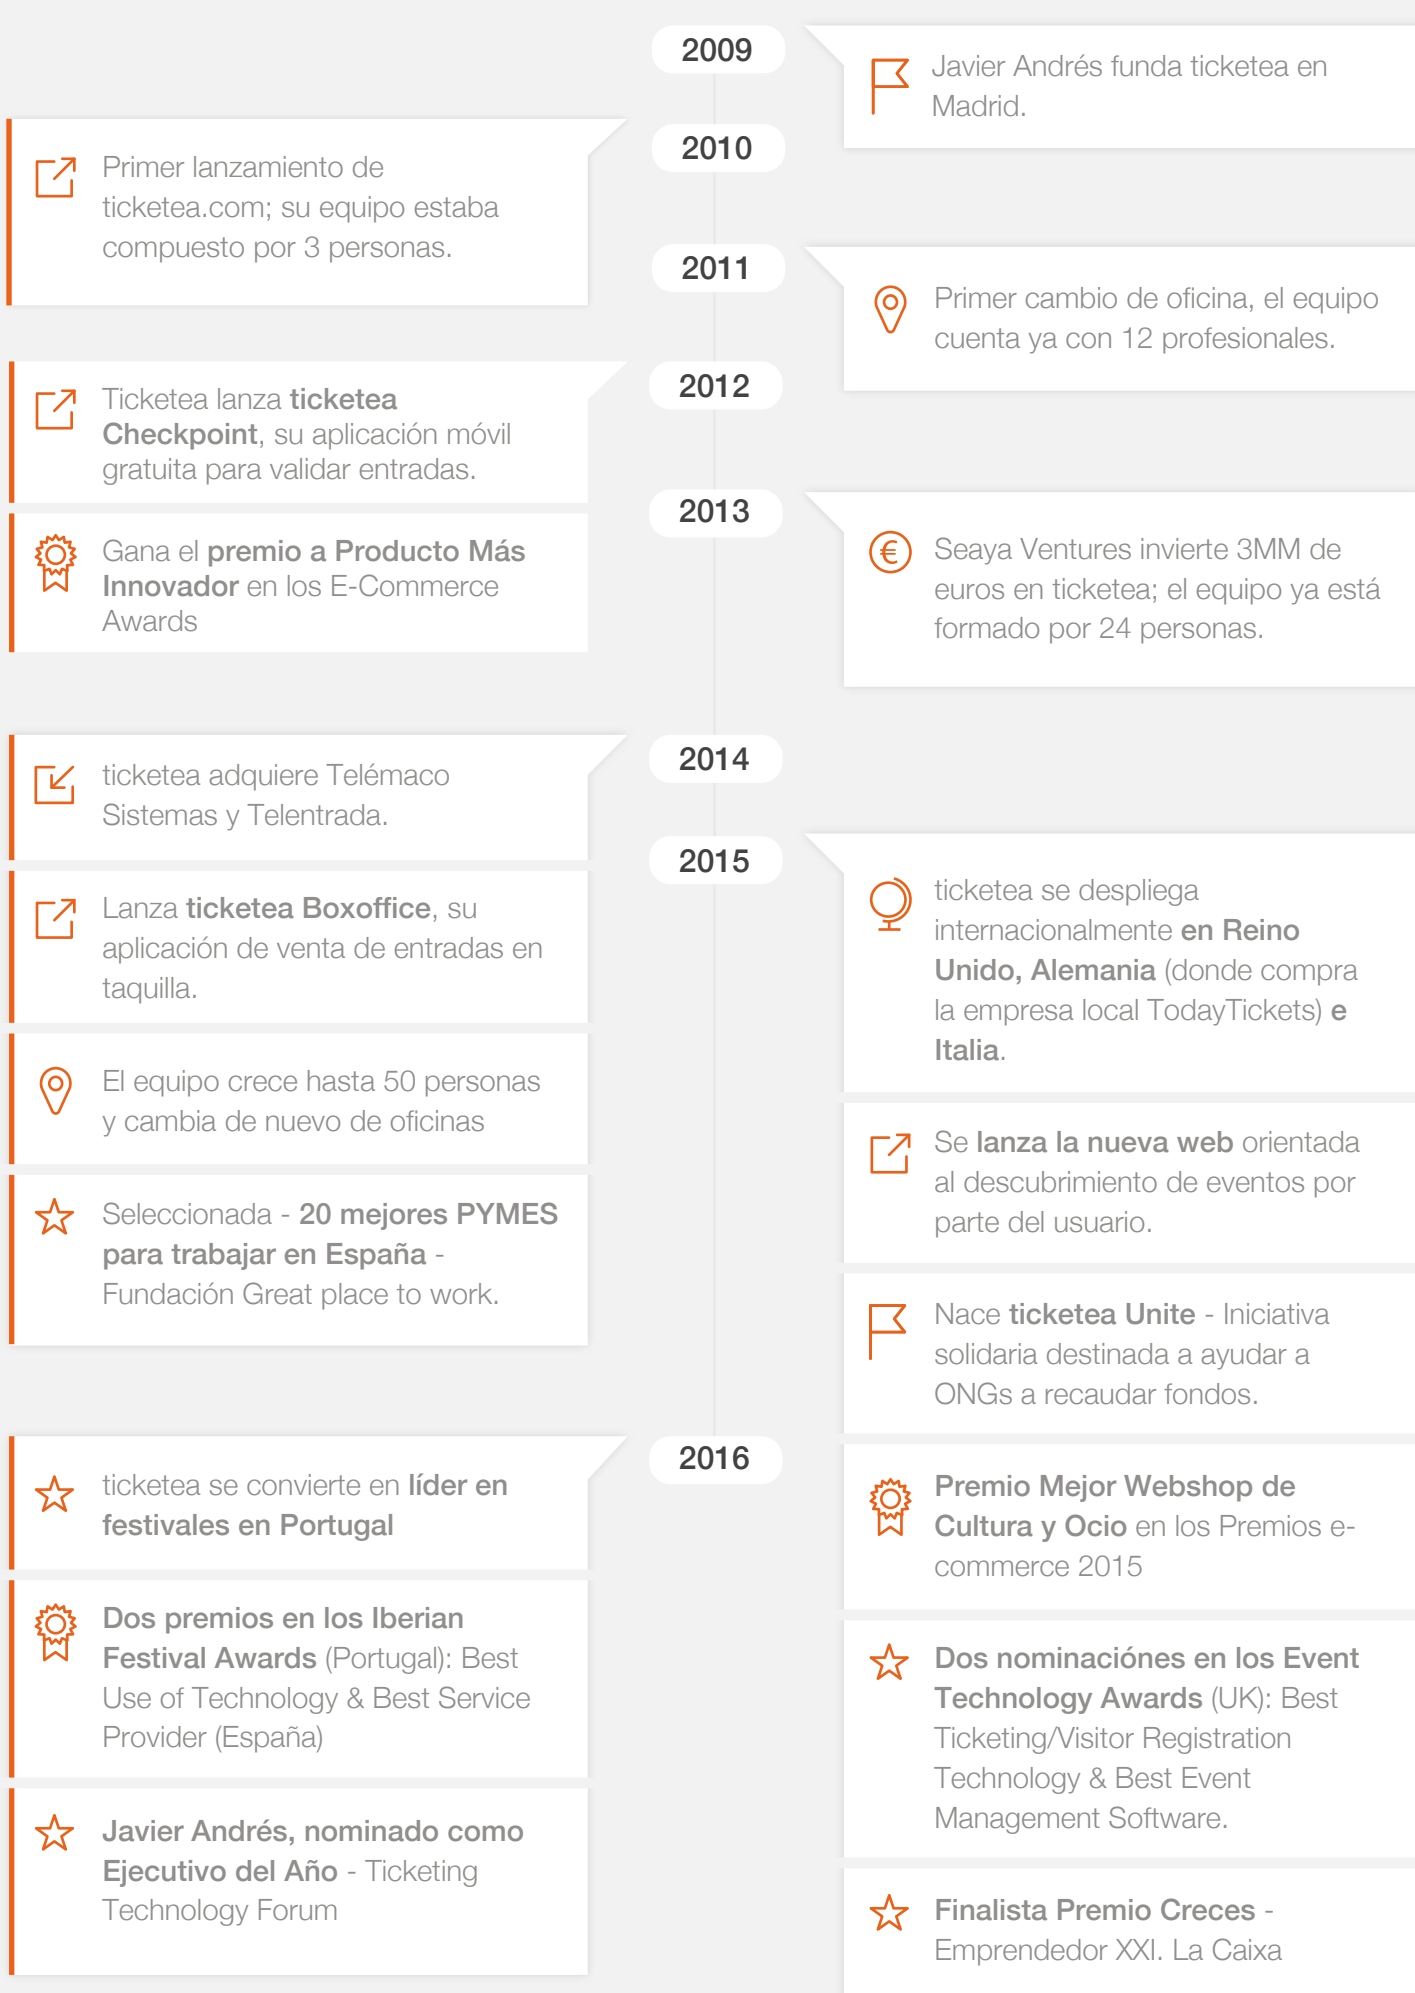 2009
Javier Andrés funda ticketea en
Madrid.
2010
Primer lanzamiento de
ticketea.com; su equipo estaba
compuesto por 3 personas.
2011
Primer cambio de oficina, el equipo
cuenta ya con 12 profesionales.
2012
Ticketea lanza ticketea
Checkpoint, su aplicación móvil
gratuita para validar entradas.
Gana el premio a Producto Más
Innovador en los E-Commerce
Awards
2013
Seaya Ventures invierte 3MM de
euros en ticketea; el equipo ya está
formado por 24 personas.
2014
ticketea adquiere Telémaco
Sistemas y Telentrada.
Lanza ticketea Boxoffice, su
aplicación de venta de entradas en
taquilla.
El equipo crece hasta 50 personas
y cambia de nuevo de oficinas
Seleccionada - 20 mejores PYMES
para trabajar en España -
Fundación Great place to work.
2015
ticketea se despliega
internacionalmente en Reino
Unido, Alemania (donde compra
la empresa local TodayTickets) e
Italia.
Se lanza la nueva web orientada
al descubrimiento de eventos por
parte del usuario.
Nace ticketea Unite - Iniciativa
solidaria destinada a ayudar a
ONGs a recaudar fondos.
Premio Mejor Webshop de
Cultura y Ocio en los Premios e-
commerce 2015
Dos nominaciónes en los Event
Technology Awards (UK): Best
Ticketing/Visitor Registration
Technology & Best Event
Management Software.
Finalista Premio Creces -
Emprendedor XXI. La Caixa
2016
ticketea se convierte en líder en
festivales en Portugal
Dos premios en los Iberian
Festival Awards (Portugal): Best
Use of Technology & Best Service
Provider (España)
Javier Andrés, nominado como
Ejecutivo del Año - Ticketing
Technology Forum